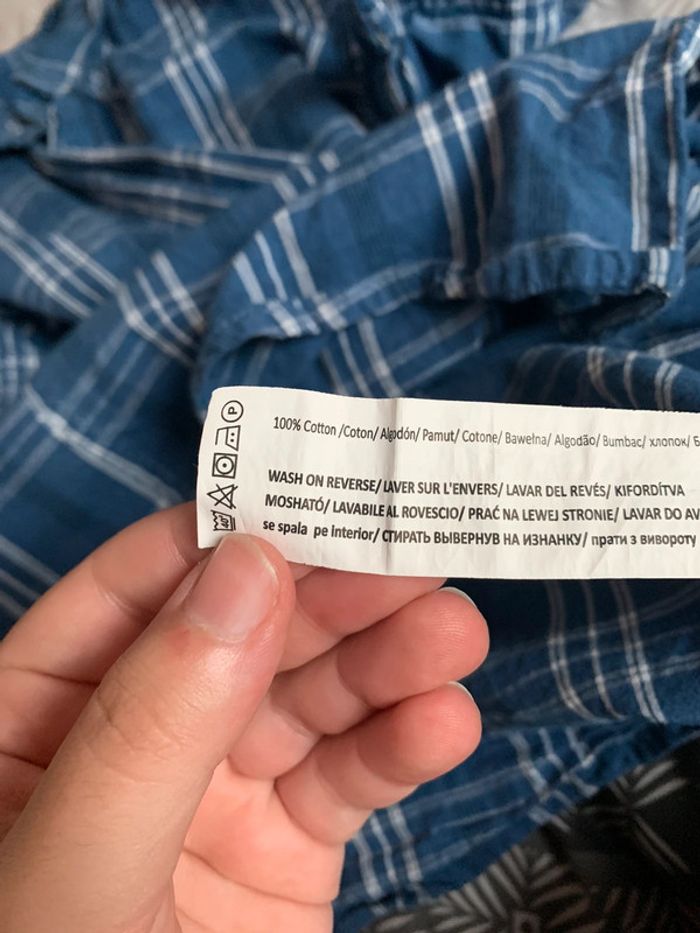 100% Cotton /Coton/ Algodón/ Pamut/ Cotone/ Bawełna/ Algodão/ Bumbac/ хлопок/
WASH ON REVERSE/ LAVER SUR L'ENVERS/ LAVAR DEL REVÉS/ KIFORDÍTVA
MOSHATÓ/ LAVABILE AL ROVESCIO/ PRAĆ NA LEWEJ STRONIE/ LAVAR DO AV
se spala pe interior/ СТИРАТЬ ВЫВЕРНУВ НА ИЗНАНКУ/ прати з вивороту
P